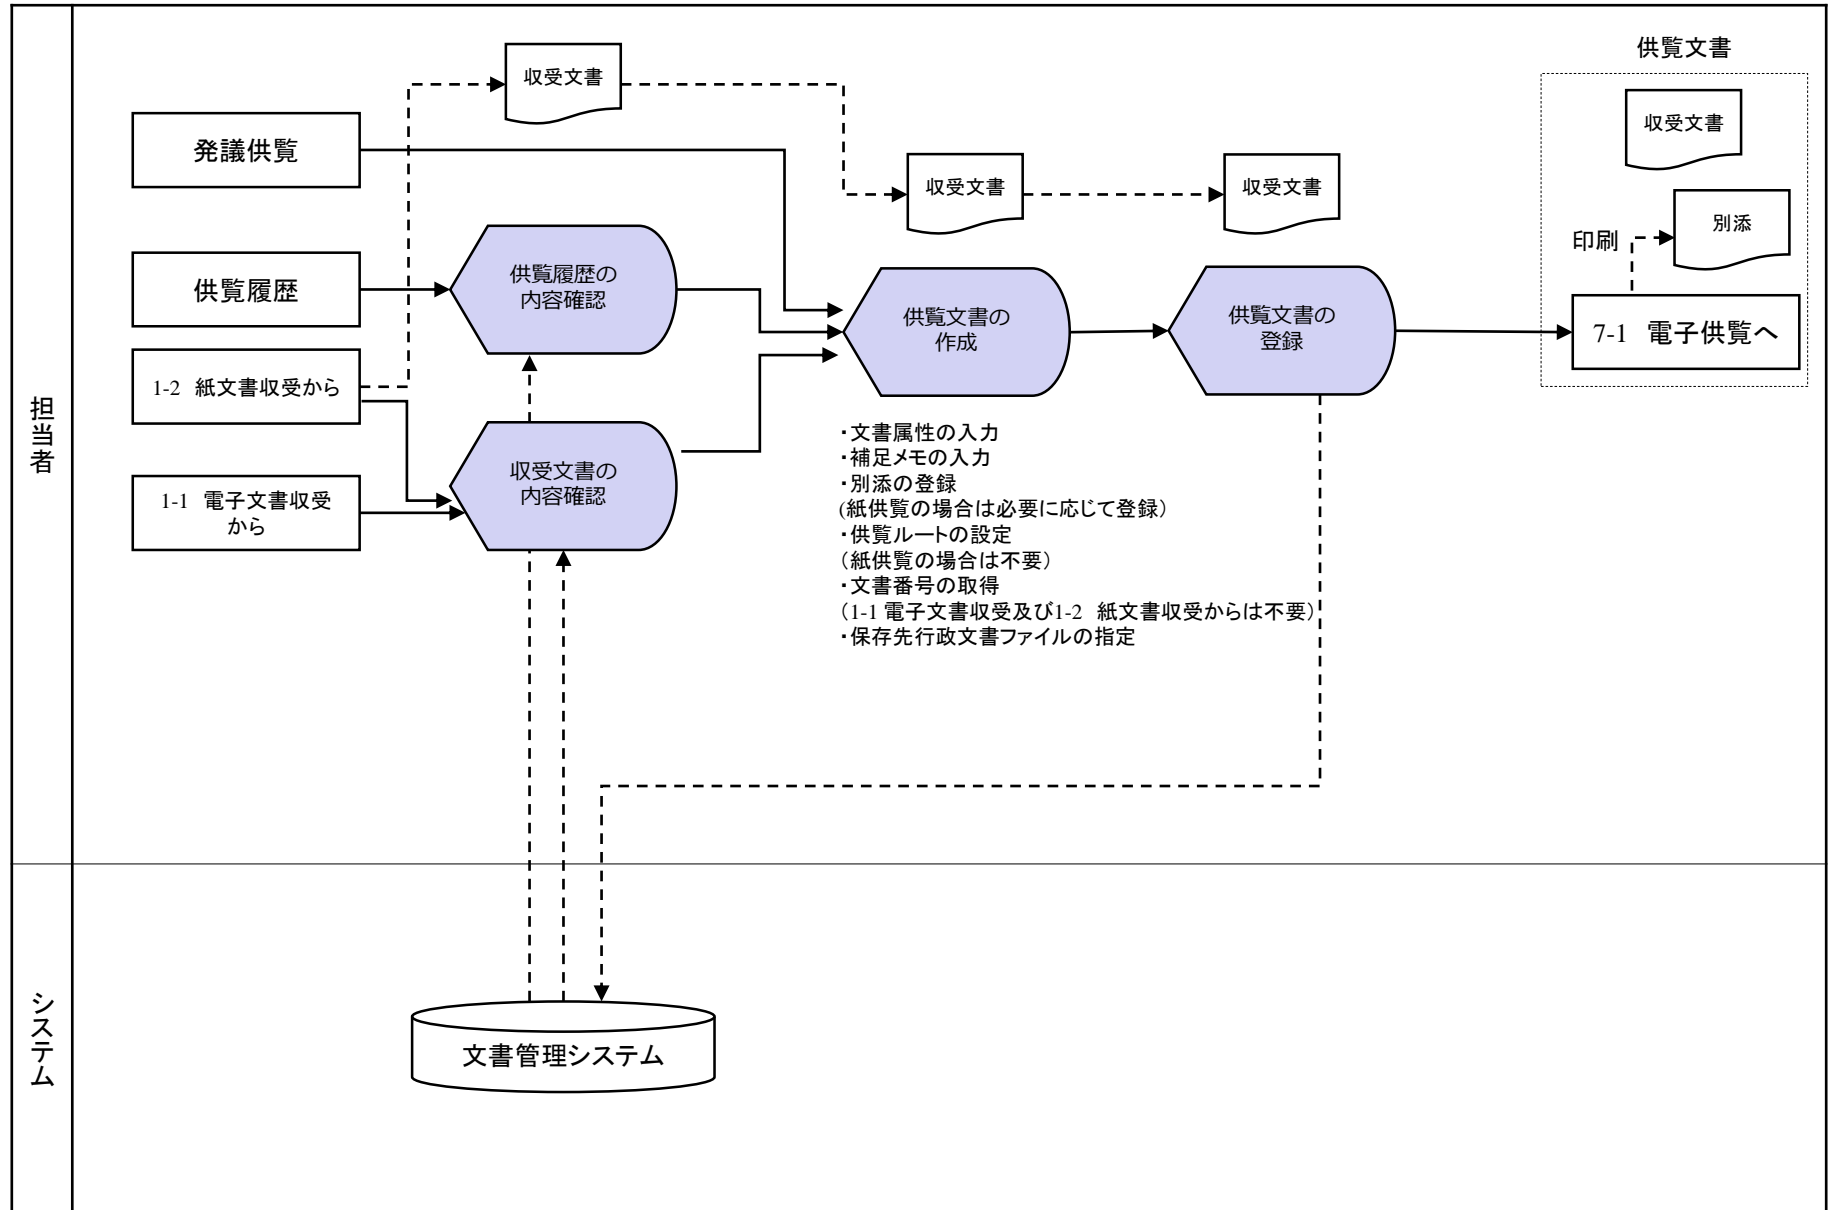 担当者
供覧文書
収受文書
収受文書
発議供覧
収受文書
収受文書
別添
印刷
供覧履歴
供覧履歴の
内容確認
供覧文書の
作成
供覧文書の
登録
7-1　電子供覧へ
1-2　紙文書収受から
収受文書の
内容確認
1-1　電子文書収受
から
・文書属性の入力
・補足メモの入力
・別添の登録
(紙供覧の場合は必要に応じて登録）
・供覧ルートの設定
（紙供覧の場合は不要）
・文書番号の取得
（1-1 電子文書収受及び1-2　紙文書収受からは不要）
・保存先行政文書ファイルの指定
システム
文書管理システム